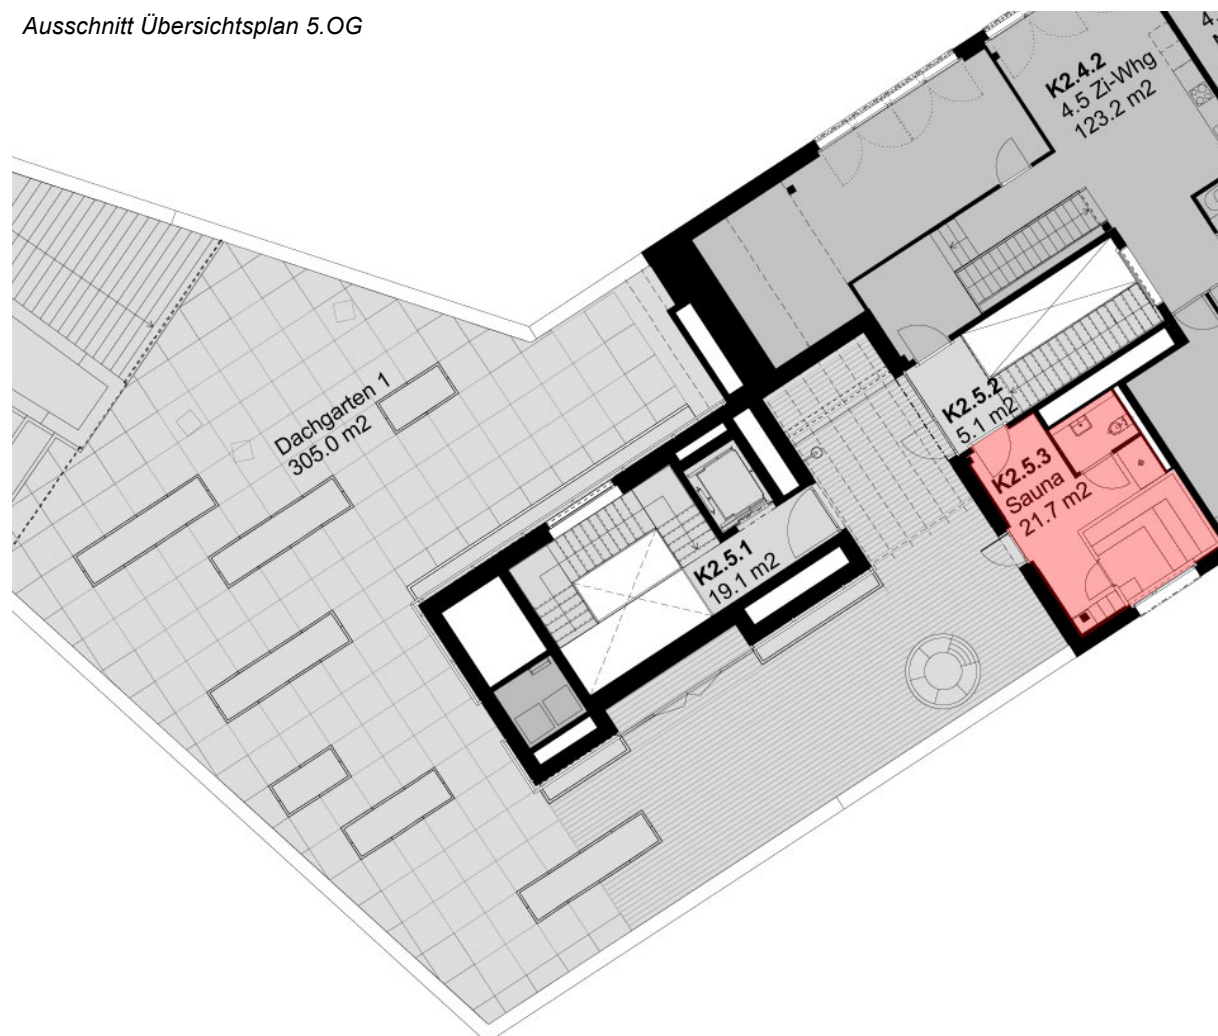 Ausschnitt Übersichtsplan 5.OG
K2.4.2
4.5 Zi-Whg
123.2 m2
Dachgarten 1
305.0 m2
K2.5.2
5.1 m2
K2.5.3
Sauna
21.7 m2
K2.5.1
19.1 m2